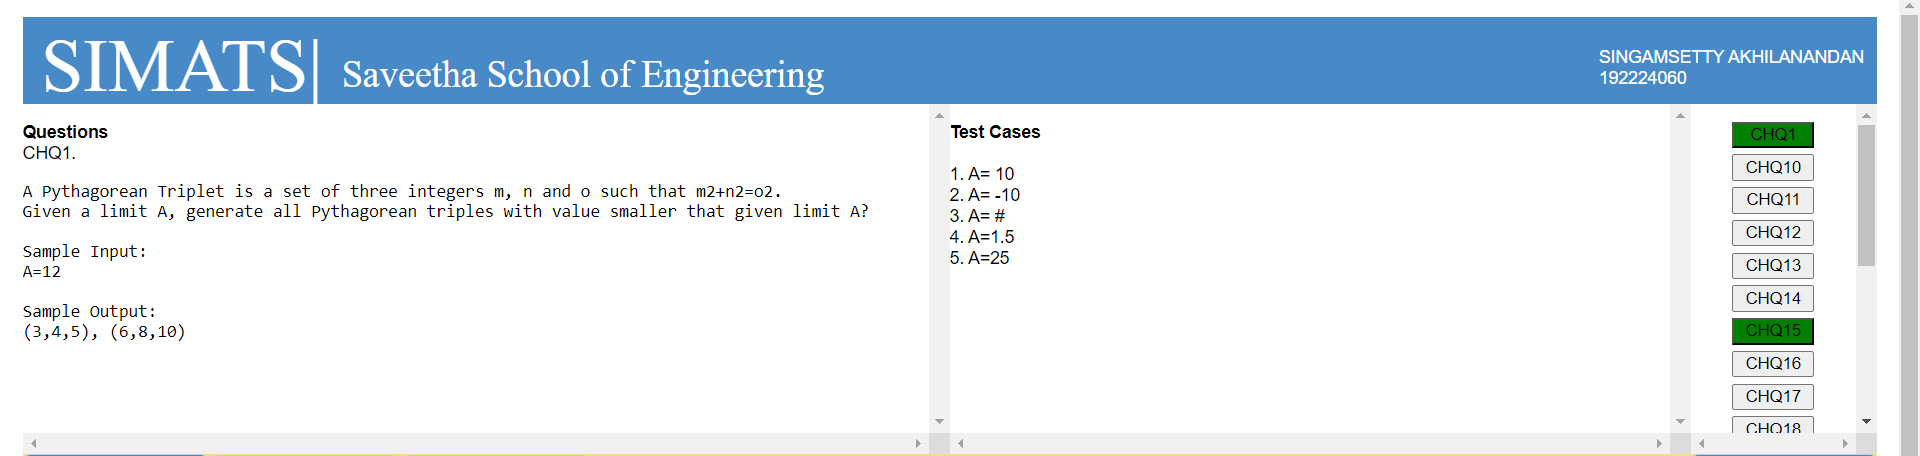 SIMATS| Saveetha School of Engineering
SINGAMSETTY AKHILANANDAN
192224060
Questions
CHQ1.
A Pythagorean Triplet is a set of three integers m, n and o such that m2+n2=o2.
Given a limit A, generate all Pythagorean triples with value smaller that given limit A?
Sample Input:
A=12
Sample Output:
(3,4,5), (6,8,10)
Test Cases
1. A= 10
2. A= -10
3. A= #
4. A=1.5
5. A=25
CHQ1
CHQ10
CHQ11
CHQ12
CHQ13
CHQ14
CHQ15
CHQ16
CHQ17
CHQ18